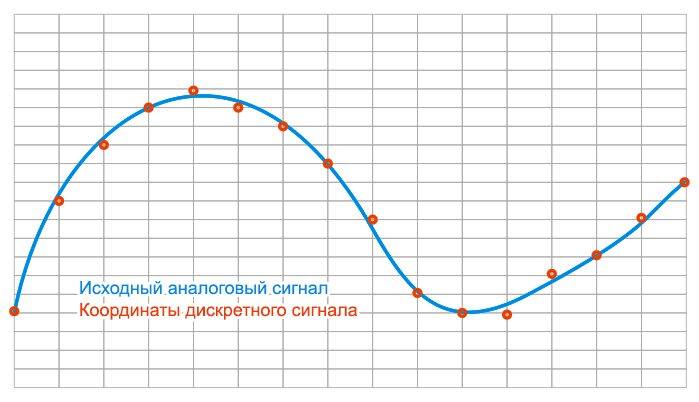 Исходный аналоговый сигнал
Координаты дискретного сигнала